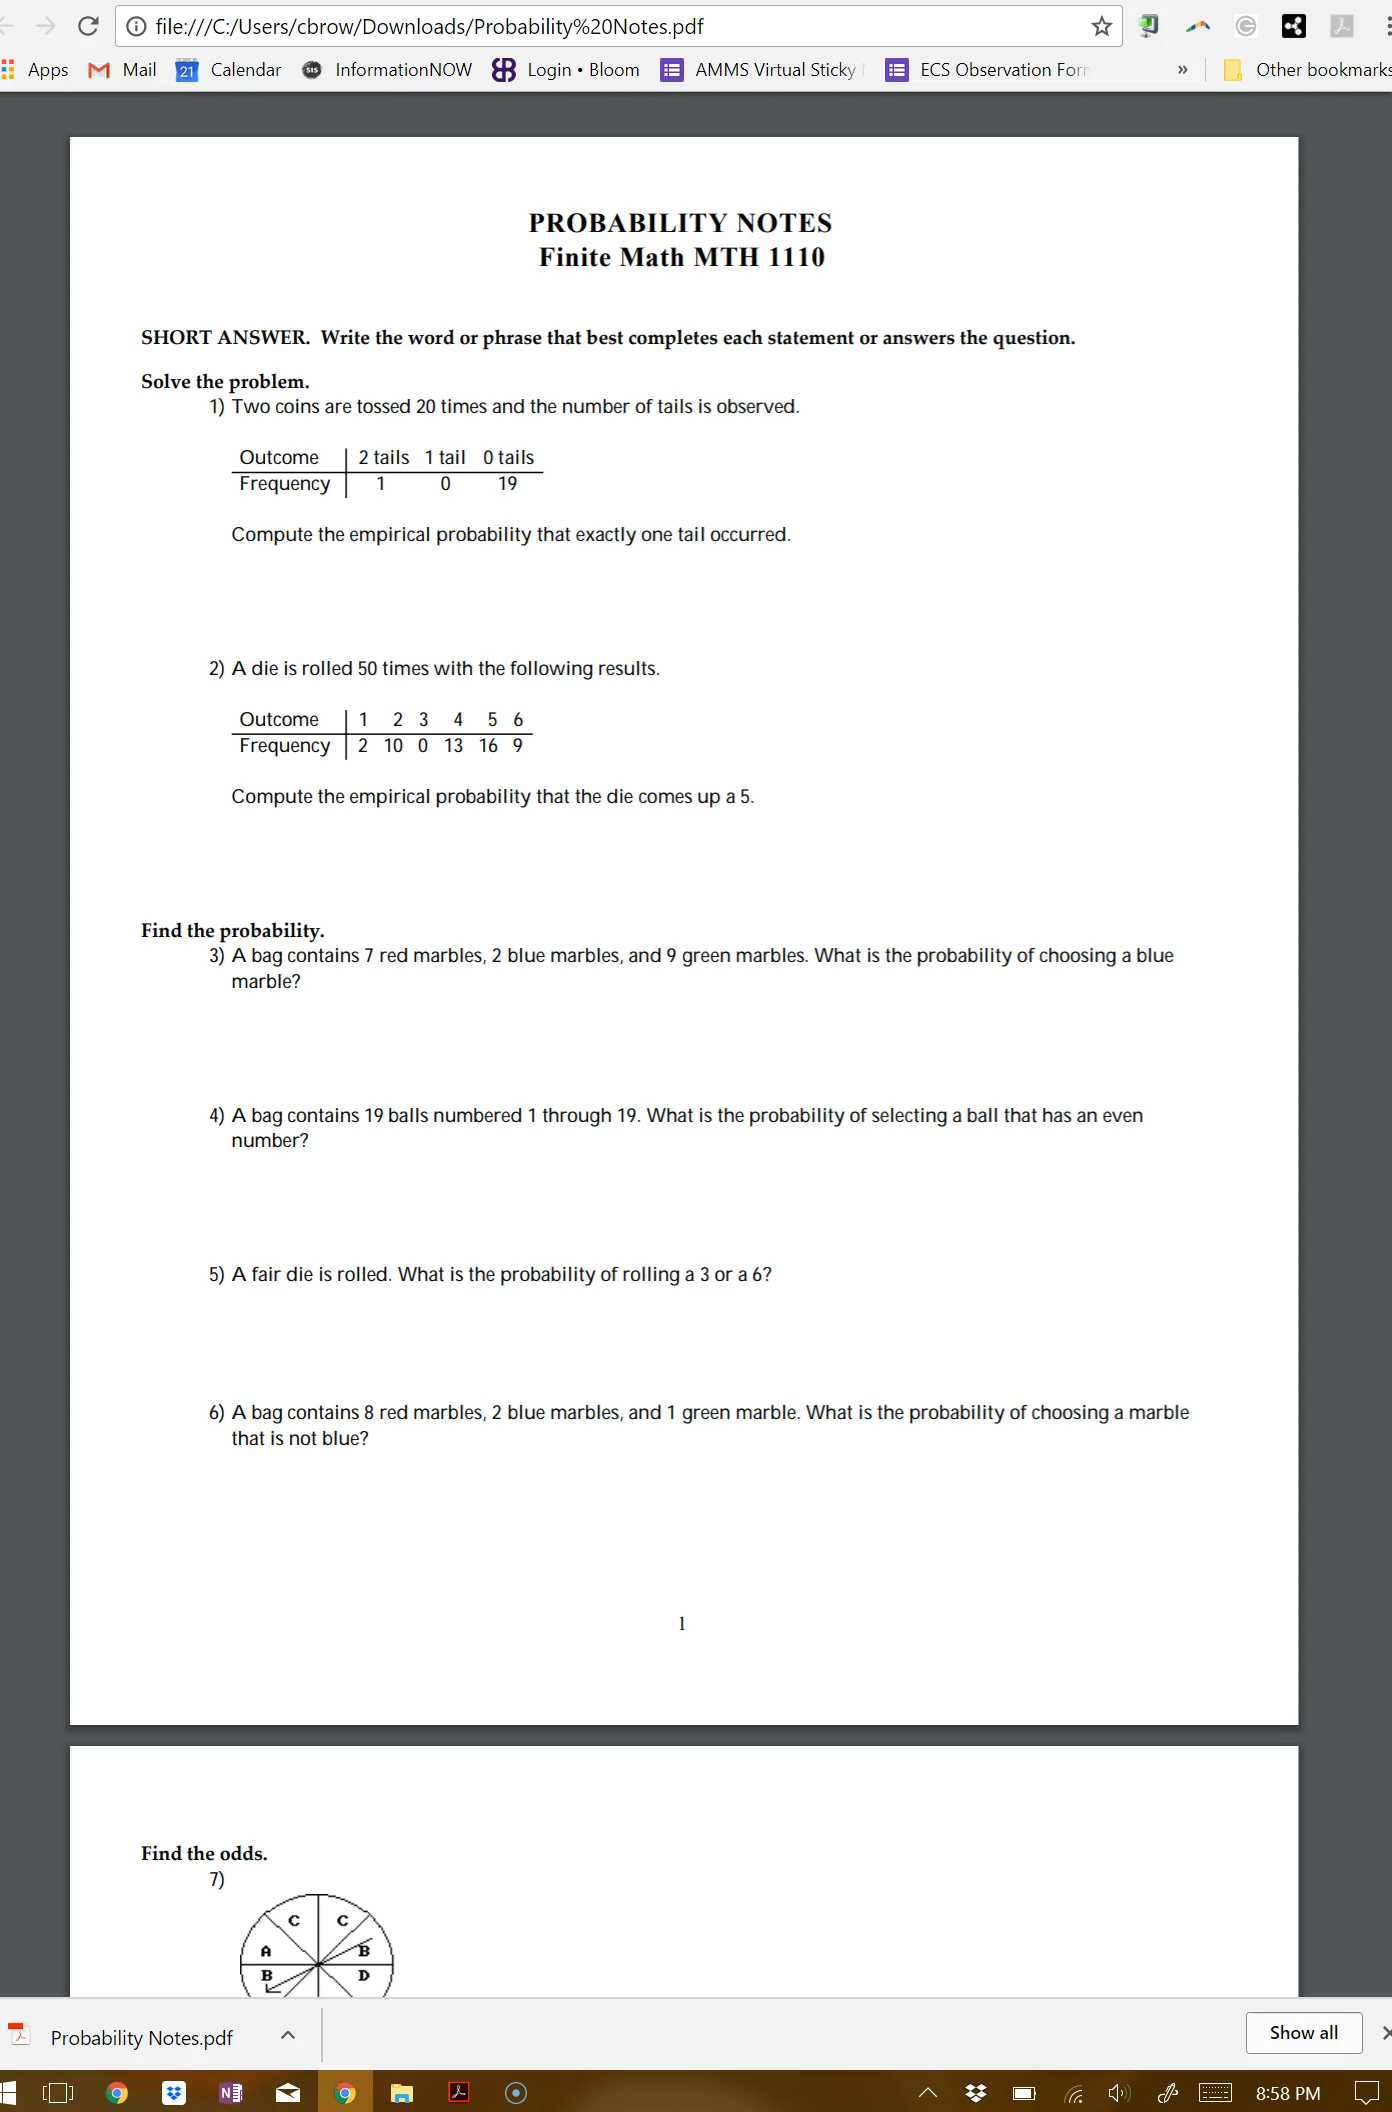 file:///C:/Users/cbrow/Downloads/Probability%20Notes.pdf
Apps Mail 21 Calendar SIS InformationNOW Login • Bloom AMMS Virtual Sticky ECS Observation Form » Other bookmarks
PROBABILITY NOTES
Finite Math MTH 1110
SHORT ANSWER. Write the word or phrase that best completes each statement or answers the question.
Solve the problem.
1) Two coins are tossed 20 times and the number of tails is observed.
Outcome 2 tails 1 tail 0 tails
Frequency 1 0 19
Compute the empirical probability that exactly one tail occurred.
2) A die is rolled 50 times with the following results.
Outcome 1 2 3 4 5 6
Frequency 2 10 0 13 16 9
Compute the empirical probability that the die comes up a 5.
Find the probability.
3) A bag contains 7 red marbles, 2 blue marbles, and 9 green marbles. What is the probability of choosing a blue
marble?
4) A bag contains 19 balls numbered 1 through 19. What is the probability of selecting a ball that has an even
number?
5) A fair die is rolled. What is the probability of rolling a 3 or a 6?
6) A bag contains 8 red marbles, 2 blue marbles, and 1 green marble. What is the probability of choosing a marble
that is not blue?
1
Find the odds.
7)
C C
A B
B D
Probability Notes.pdf Show all
8:58 PM